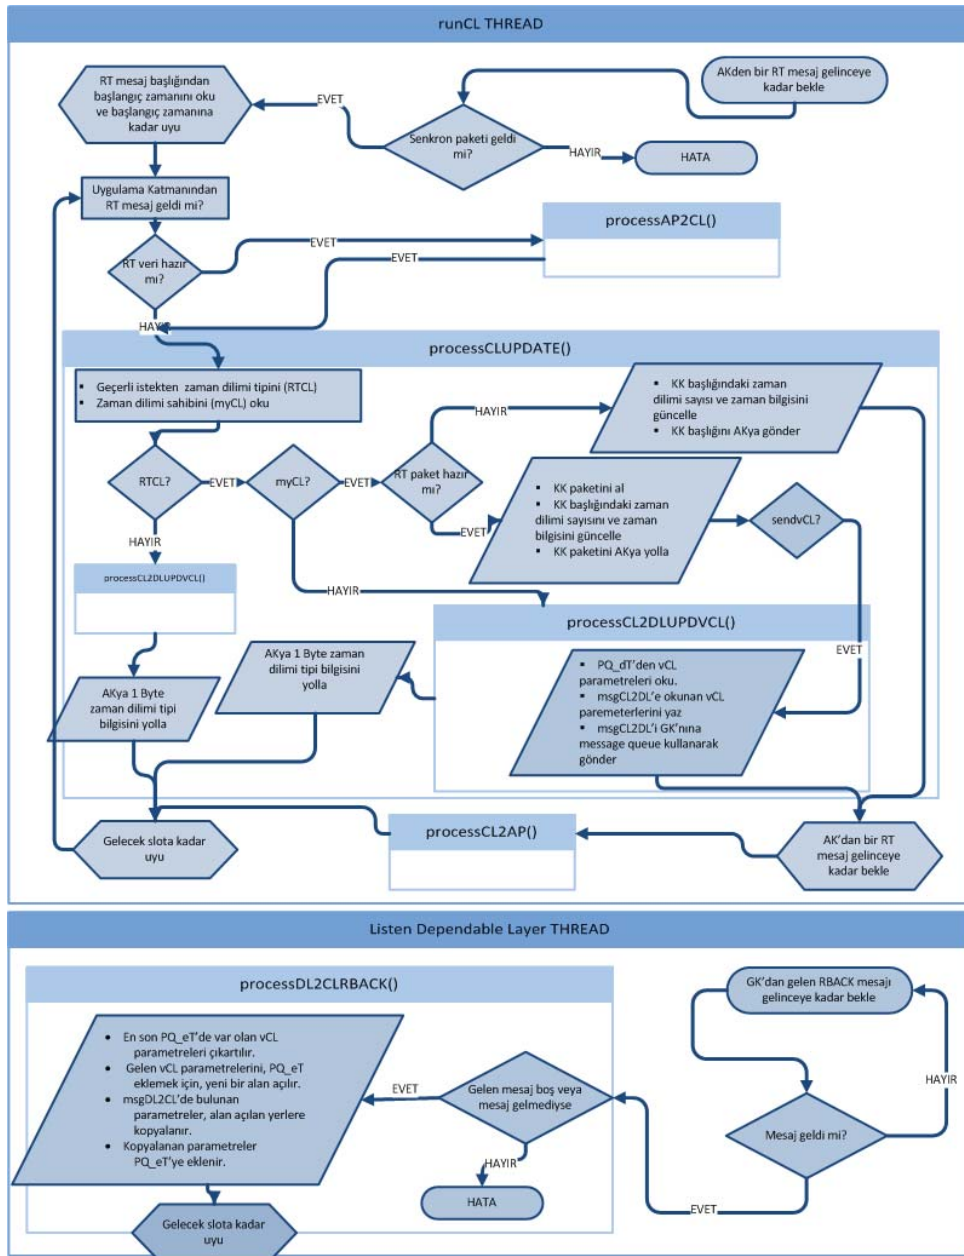 runCL THREAD
AKden bir RT mesaj gelinceye
kadar bekle
RT mesaj başlığından
başlangıç zamanını oku
ve başlangıç zamanına
kadar uyu
EVET
Senkron paketi geldi
mi?
HAYIR
HATA
Uygulama Katmanından
RT mesaj geldi mi?
processAP2CL()
RT veri hazır
mı?
EVET
EVET
HAYIR
processCLUPDATE()
▪ Geçerli istekten zaman dilimi tipini (RTCL)
▪ Zaman dilimi sahibini (myCL) oku
HAYIR
▪ KK başlığındaki zaman
dilimi sayısı ve zaman bilgisini
güncelle
▪ KK başlığını AKya gönder
RTCL?
EVET
myCL?
EVET
RT paket hazır
mı?
EVET
▪ KK paketini al
▪ KK başlığındaki zaman
dilimi sayısını ve zaman
bilgisini güncelle
▪ KK paketini AKya yolla
sendvCL?
HAYIR
processCL2DLUPDVCL()
HAYIR
processCL2DLUPDVCL()
EVET
▪ PQ_dT'den vCL
parametreleri oku.
▪ msgCL2DL'e okunan vCL
paremeterlerini yaz
▪ msgCL2DL'i GK'nına
message queue kullanarak
gönder
AKya 1 Byte zaman
dilimi tipi bilgisini
yolla
AKya 1 Byte
zaman dilimi tipi
bilgisini yolla
Gelecek slota kadar
uyu
processCL2AP()
AK'dan bir RT
mesaj gelinceye
kadar bekle
Listen Dependable Layer THREAD
processDL2CLRBACK()
GK'dan gelen RBACK mesajı
gelinceye kadar bekle
• En son PQ_eT'de var olan vCL
parametreleri çıkartılır.
• Gelen vCL parametrelerini, PQ_eT
eklemek için, yeni bir alan açılır.
• msgDL2CL'de bulunan
parametreler, alan açılan yerlere
kopyalanır.
• Kopyalanan parametreler
PQ_eT'ye eklenir.
EVET
Gelen mesaj boş veya
mesaj gelmediyse
HAYIR
Mesaj geldi mi?
HAYIR
HATA
EVET
Gelecek slota kadar
uyu